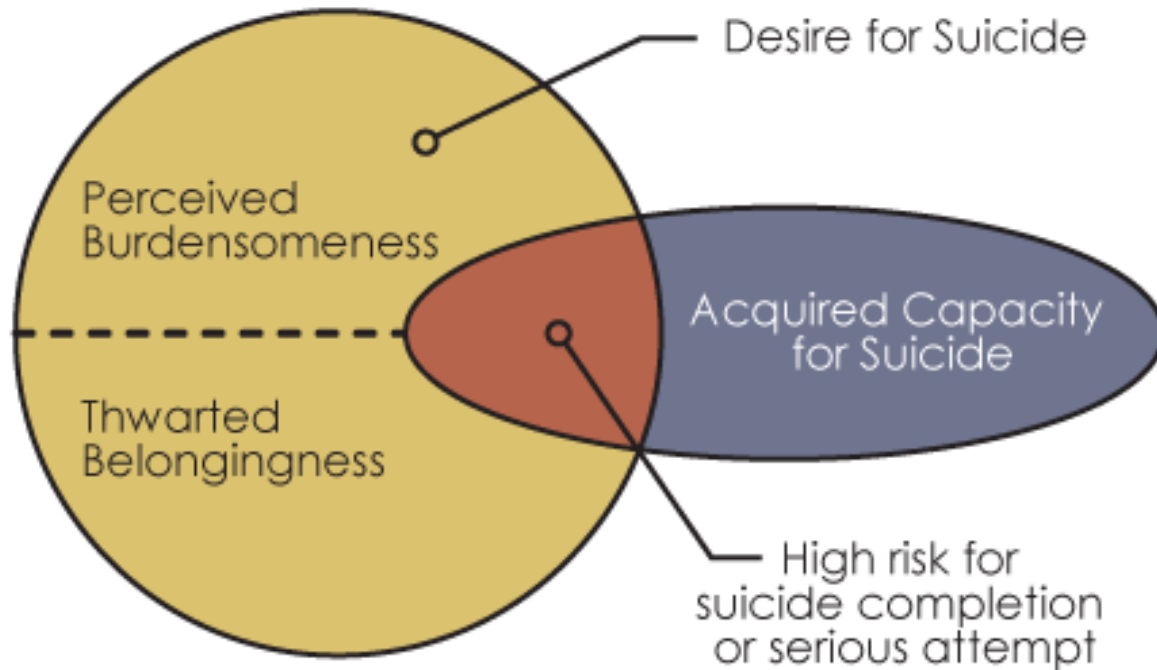 Desire for Suicide
Perceived
Burdensomeness
Acquired Capacity
for Suicide
Thwarted
Belongingness
High risk for
suicide completion
or serious attempt